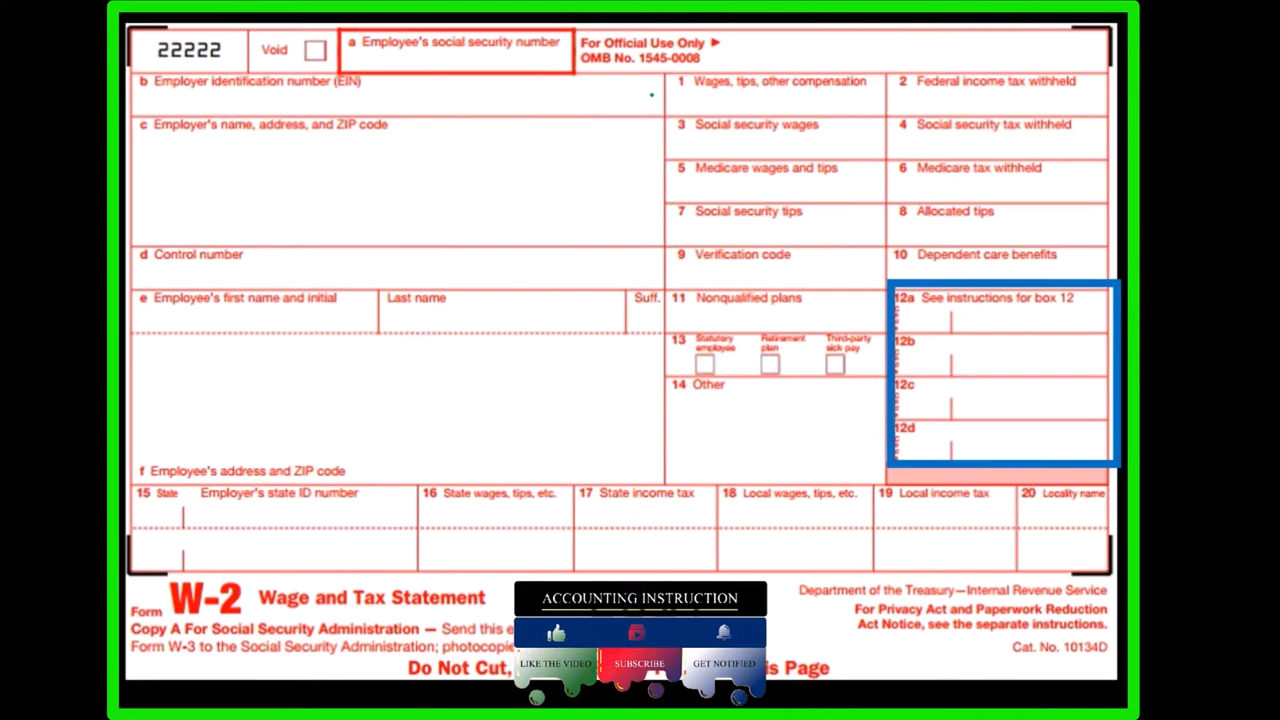 22222
Void
a Employee's social security number
For Official Use Only ►
OMB No. 1545-0008
b Employer identification number (EIN)
1 Wages, tips, other compensation
2 Federal income tax withheld
c Employer's name, address, and ZIP code
3 Social security wages
4 Social security tax withheld
5 Medicare wages and tips
6 Medicare tax withheld
7 Social security tips
8 Allocated tips
d Control number
9 Verification code
10 Dependent care benefits
e Employee's first name and initial
Last name
Suff.
11 Nonqualified plans
12a See instructions for box 12
13 Statutory employee
Retirement plan
Third-party sick pay
12b
14 Other
12c
12d
f Employee's address and ZIP code
15 State Employer's state ID number
16 State wages, tips, etc.
17 State income tax
18 Local wages, tips, etc.
19 Local income tax
20 Locality name
Form W-2 Wage and Tax Statement
Department of the Treasury—Internal Revenue Service
For Privacy Act and Paperwork Reduction
Act Notice, see the separate instructions.
Copy A For Social Security Administration — Send this e
Form W-3 to the Social Security Administration; photocopie
Cat. No. 10134D
Do Not Cut,
is Page
ACCOUNTING INSTRUCTION
LIKE THE VIDEO
SUBSCRIBE
GET NOTIFIED